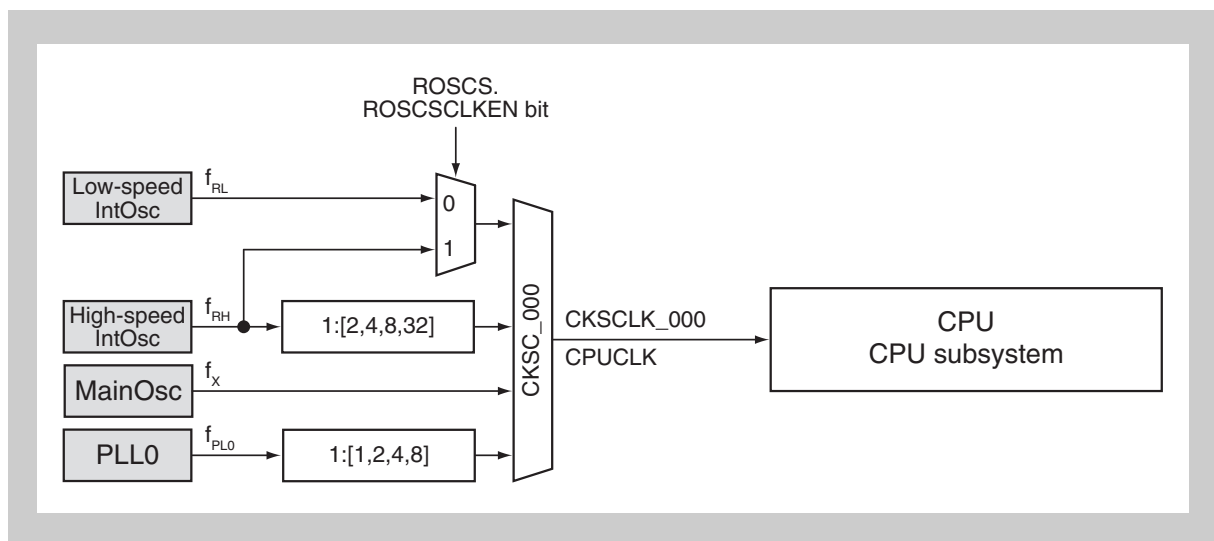 ROSCS.
ROSCSCLKEN bit
Low-speed
IntOsc
fRL
0
1
High-speed
IntOsc
fRH
1:[2,4,8,32]
MainOsc
fX
PLL0
fPL0
1:[1,2,4,8]
CKSC_000
CKSCLK_000
CPUCLK
CPU
CPU subsystem